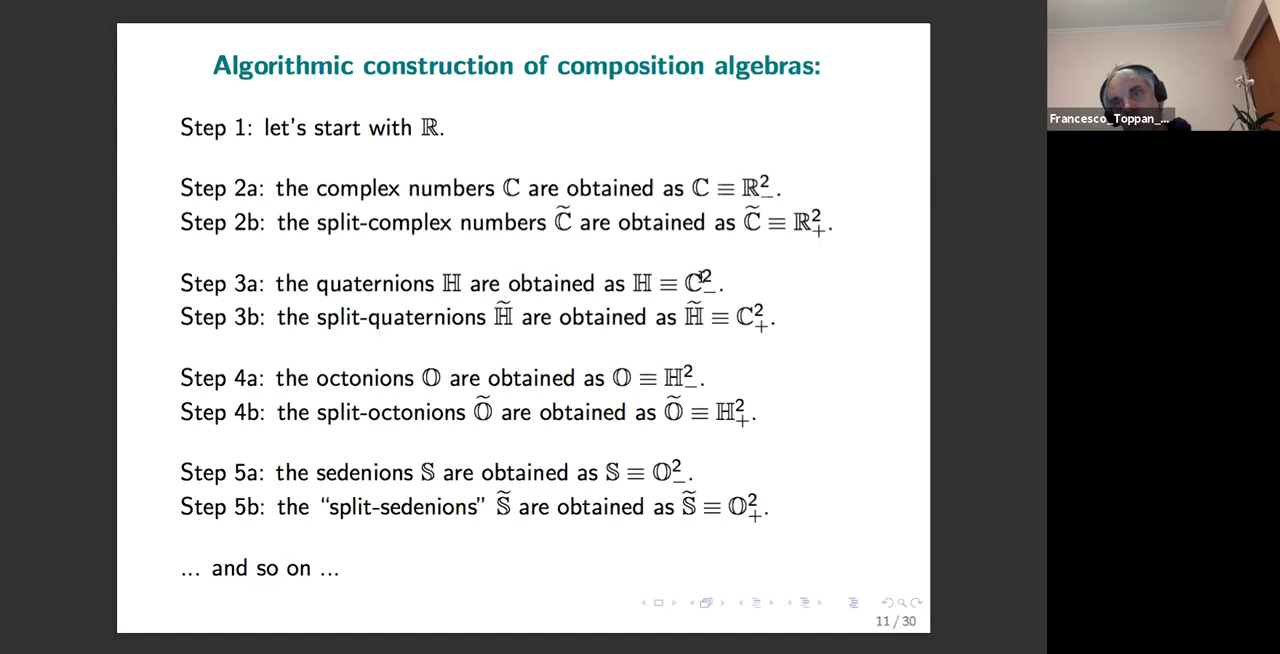 Algorithmic construction of composition algebras:
Step 1: let's start with ℝ.
Step 2a: the complex numbers ℂ are obtained as ℂ ≡ ℝ²₋.
Step 2b: the split-complex numbers ℂ̃ are obtained as ℂ̃ ≡ ℝ²₊.
Step 3a: the quaternions ℍ are obtained as ℍ ≡ ℂ²₋.
Step 3b: the split-quaternions ℍ̃ are obtained as ℍ̃ ≡ ℂ²₊.
Step 4a: the octonions 𝕆 are obtained as 𝕆 ≡ ℍ²₋.
Step 4b: the split-octonions 𝕆̃ are obtained as 𝕆̃ ≡ ℍ²₊.
Step 5a: the sedenions 𝕊 are obtained as 𝕊 ≡ 𝕆²₋.
Step 5b: the “split-sedenions” 𝕊̃ are obtained as 𝕊̃ ≡ 𝕆²₊.
... and so on ...
11 / 30
Francesco_Toppan_...